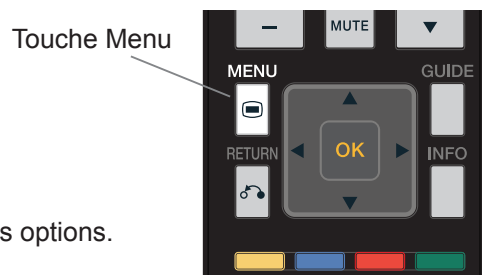 Touche Menu
MUTE
MENU
GUIDE
RETURN
OK
INFO
s options.